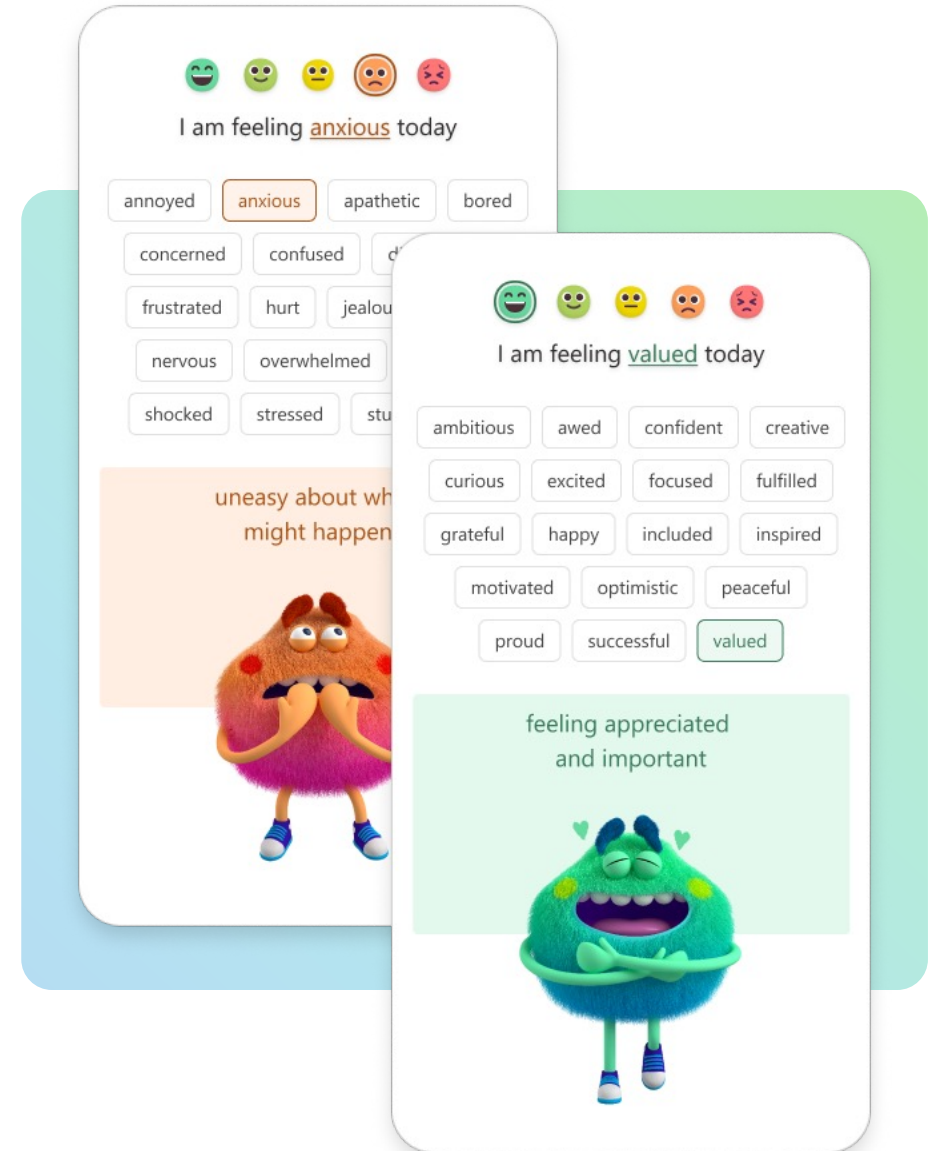 I am feeling anxious today
annoyed anxious apathetic bored
concerned confused
frustrated hurt
nervous overwhelmed
shocked stressed
uneasy about
might happen
I am feeling valued today
ambitious awed confident creative
curious excited focused fulfilled
grateful happy included inspired
motivated optimistic peaceful
proud successful valued
feeling appreciated
and important